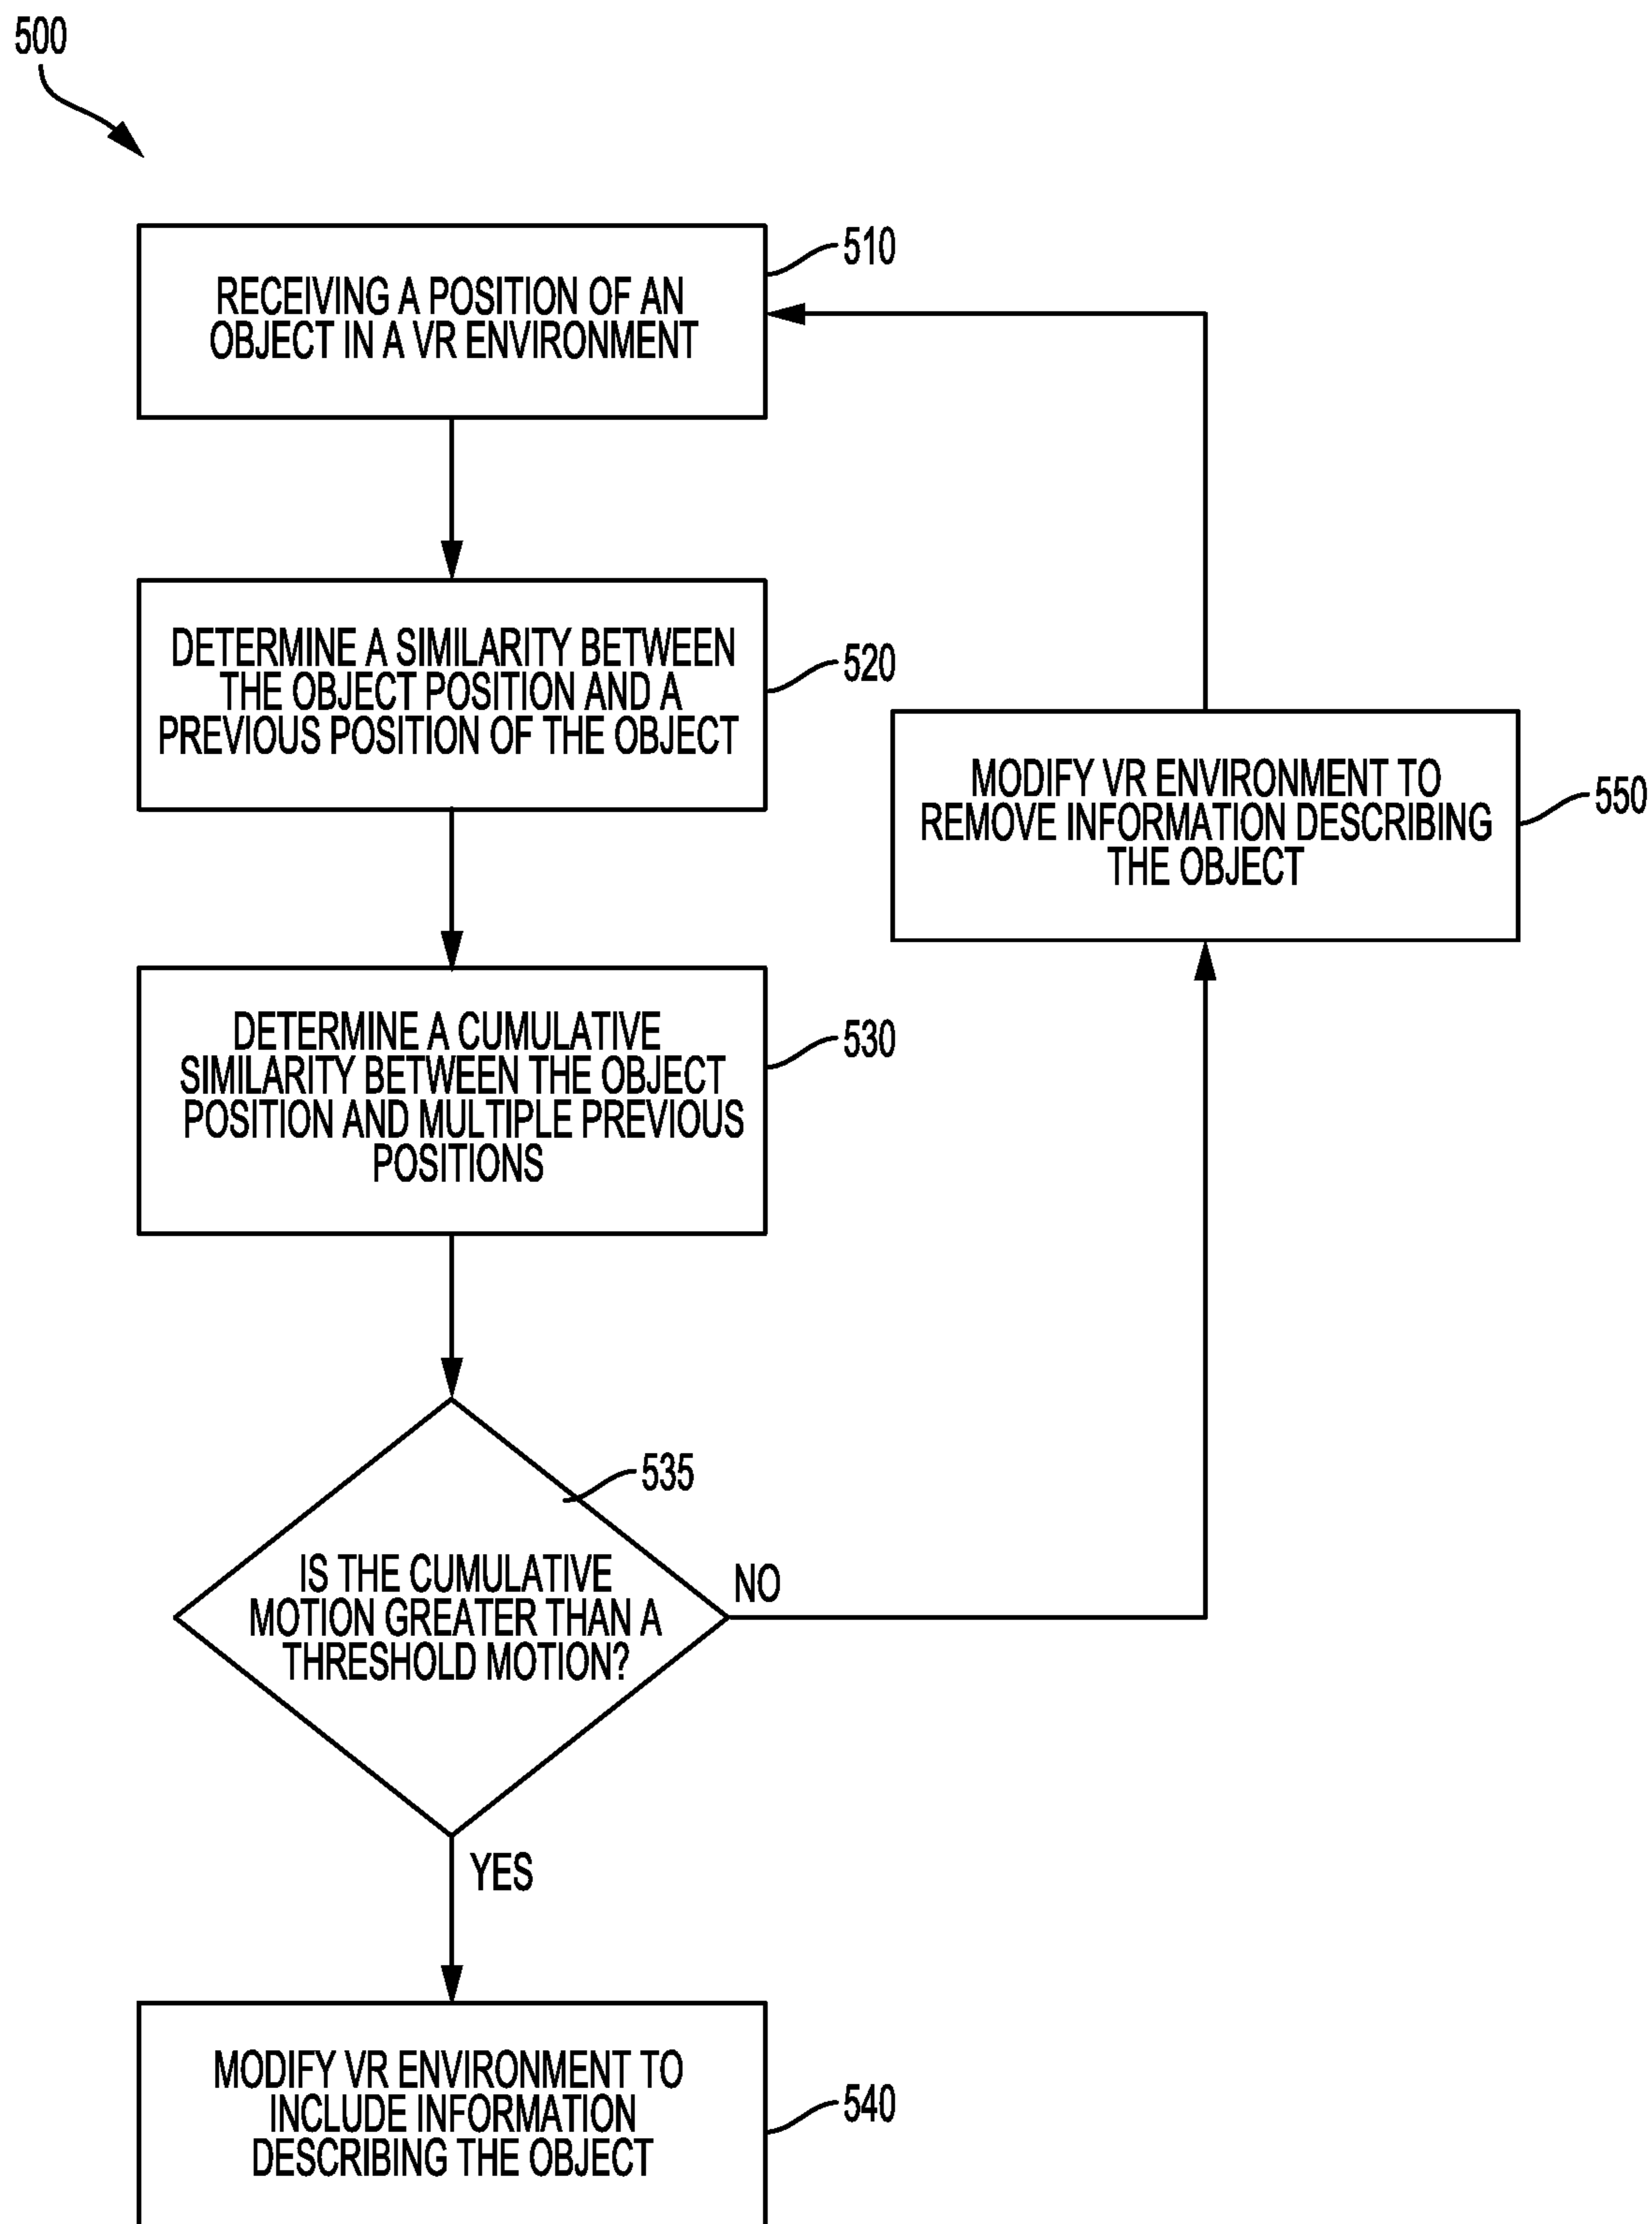 500
RECEIVING A POSITION OF AN
OBJECT IN A VR ENVIRONMENT
510
DETERMINE A SIMILARITY BETWEEN
THE OBJECT POSITION AND A
PREVIOUS POSITION OF THE OBJECT
520
MODIFY VR ENVIRONMENT TO
REMOVE INFORMATION DESCRIBING
THE OBJECT
550
DETERMINE A CUMULATIVE
SIMILARITY BETWEEN THE OBJECT
POSITION AND MULTIPLE PREVIOUS
POSITIONS
530
535
IS THE CUMULATIVE
MOTION GREATER THAN A
THRESHOLD MOTION?
NO
YES
MODIFY VR ENVIRONMENT TO
INCLUDE INFORMATION
DESCRIBING THE OBJECT
540